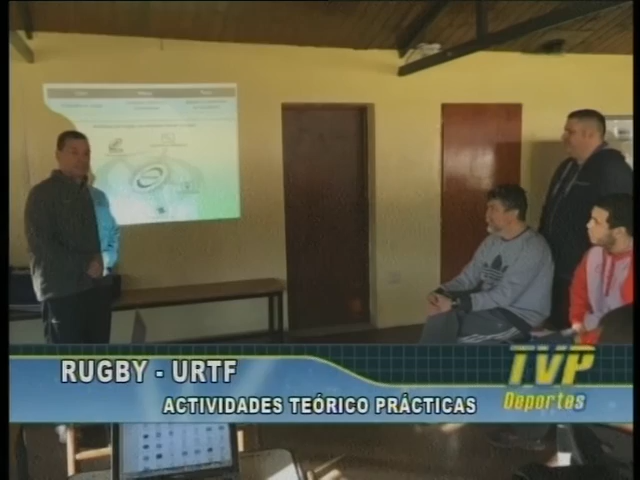 RUGBY - URTF
ACTIVIDADES TEÓRICO PRÁCTICAS
TVP
Deportes